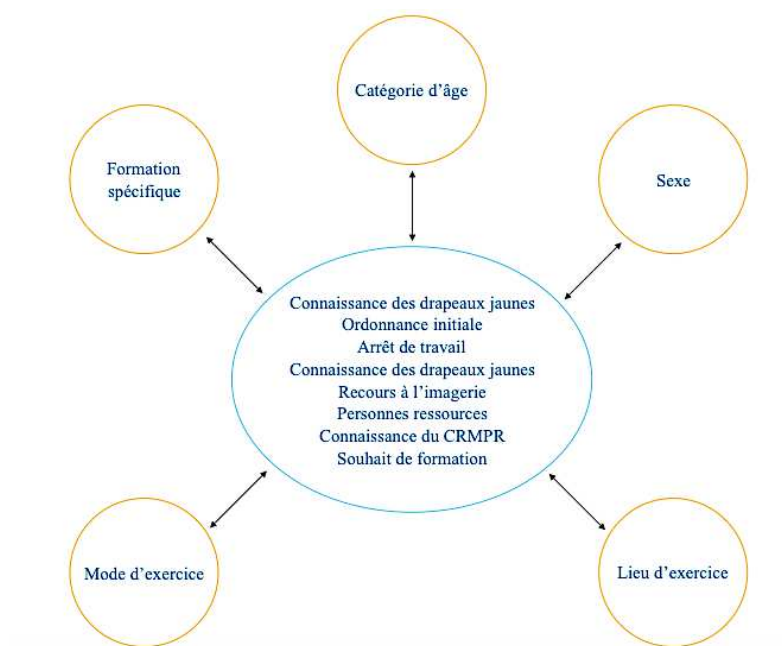 Catégorie d'âge
Formation
spécifique
Sexe
Connaissance des drapeaux jaunes
Ordonnance initiale
Arrêt de travail
Connaissance des drapeaux jaunes
Recours à l'imagerie
Personnes ressources
Connaissance du CRMPR
Souhait de formation
Mode d'exercice
Lieu d'exercice